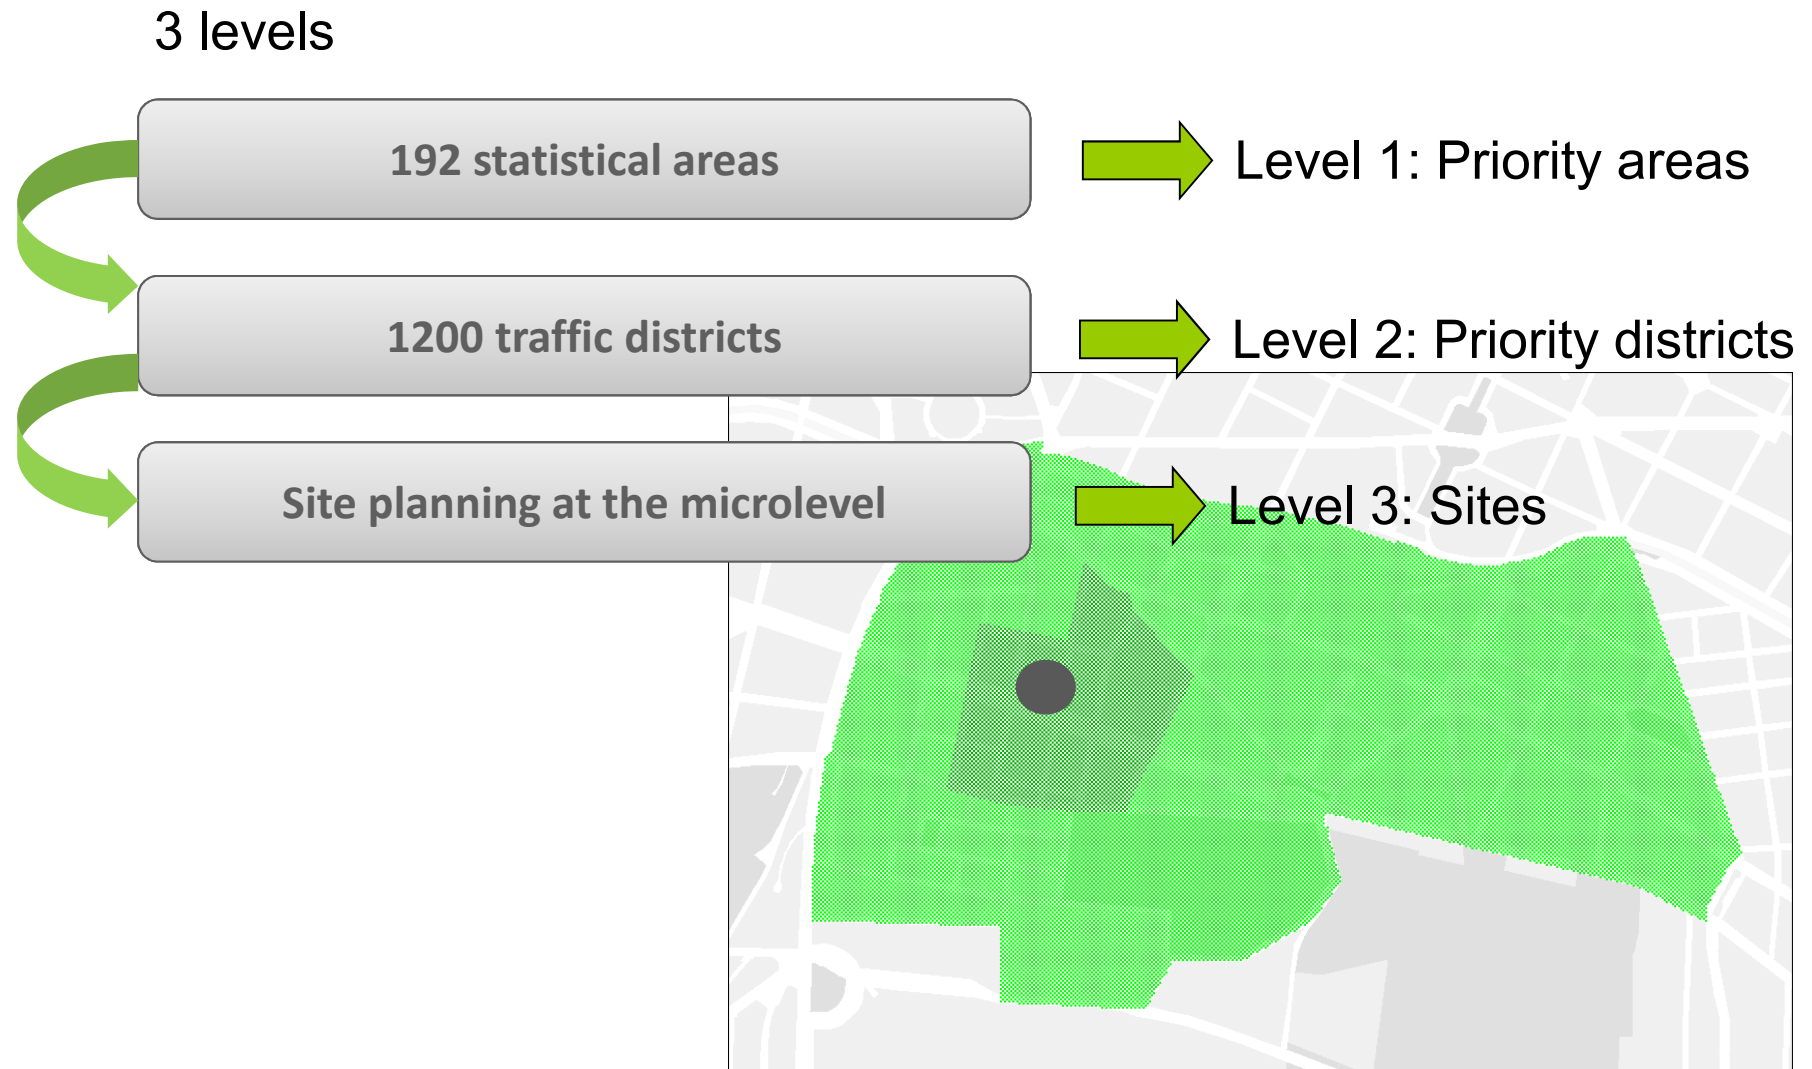 3 levels
192 statistical areas
Level 1: Priority areas
1200 traffic districts
Level 2: Priority districts
Site planning at the microlevel
Level 3: Sites